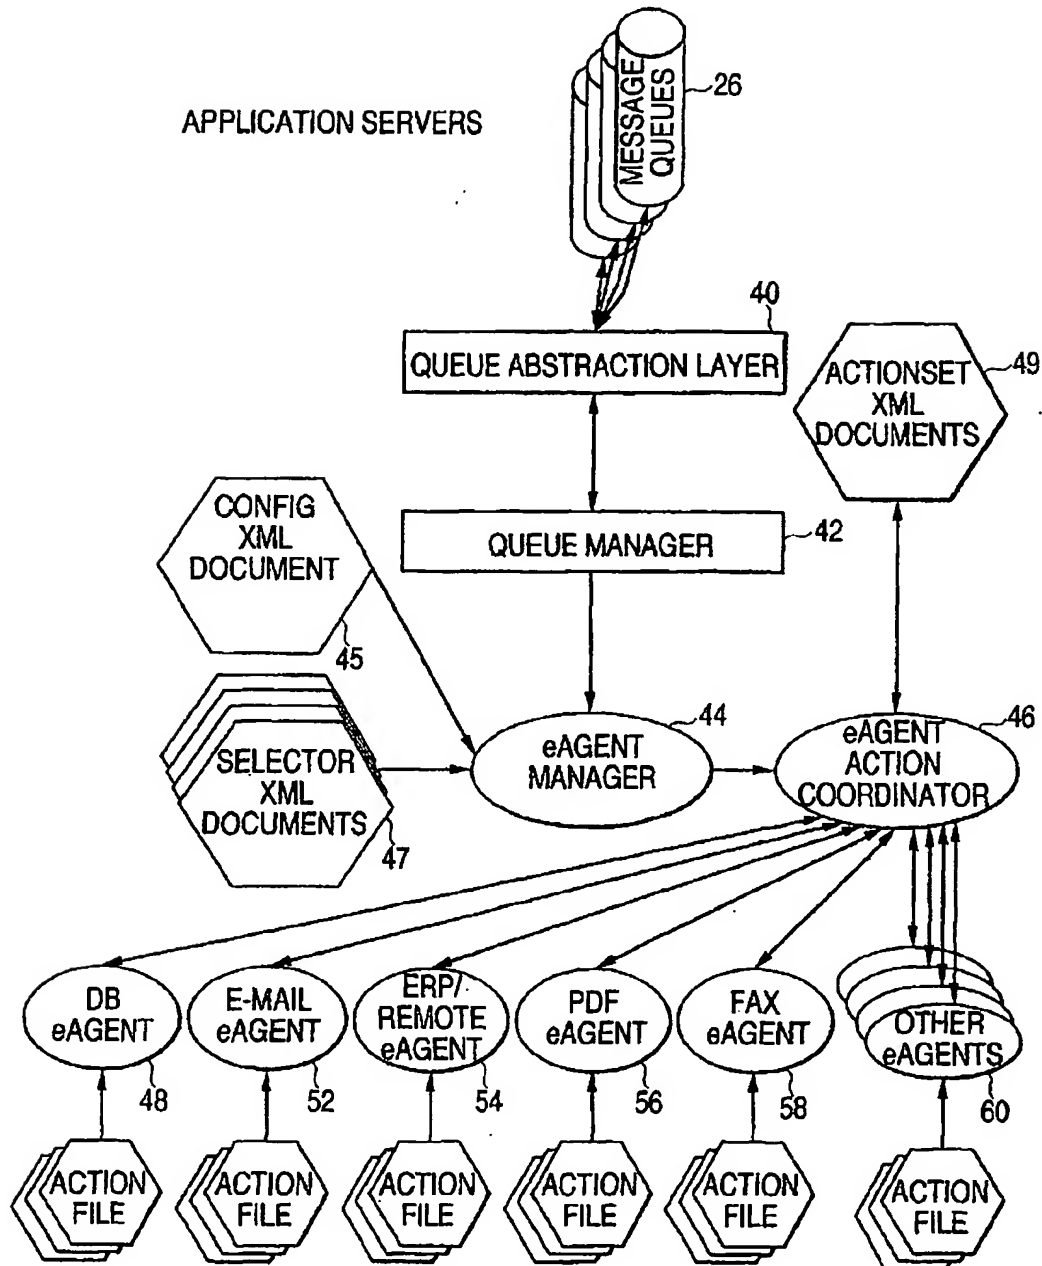 APPLICATION SERVERS
MESSAGE
QUEUES
26
40
QUEUE ABSTRACTION LAYER
ACTIONSET
XML
DOCUMENTS
49
CONFIG
XML
DOCUMENT
45
QUEUE MANAGER
42
SELECTOR
XML
DOCUMENTS
47
eAGENT
MANAGER
44
eAGENT
ACTION
COORDINATOR
46
DB
eAGENT
48
E-MAIL
eAGENT
52
ERP/
REMOTE
eAGENT
54
PDF
eAGENT
56
FAX
eAGENT
58
OTHER
eAGENTS
60
ACTION
FILE
ACTION
FILE
ACTION
FILE
ACTION
FILE
ACTION
FILE
ACTION
FILE